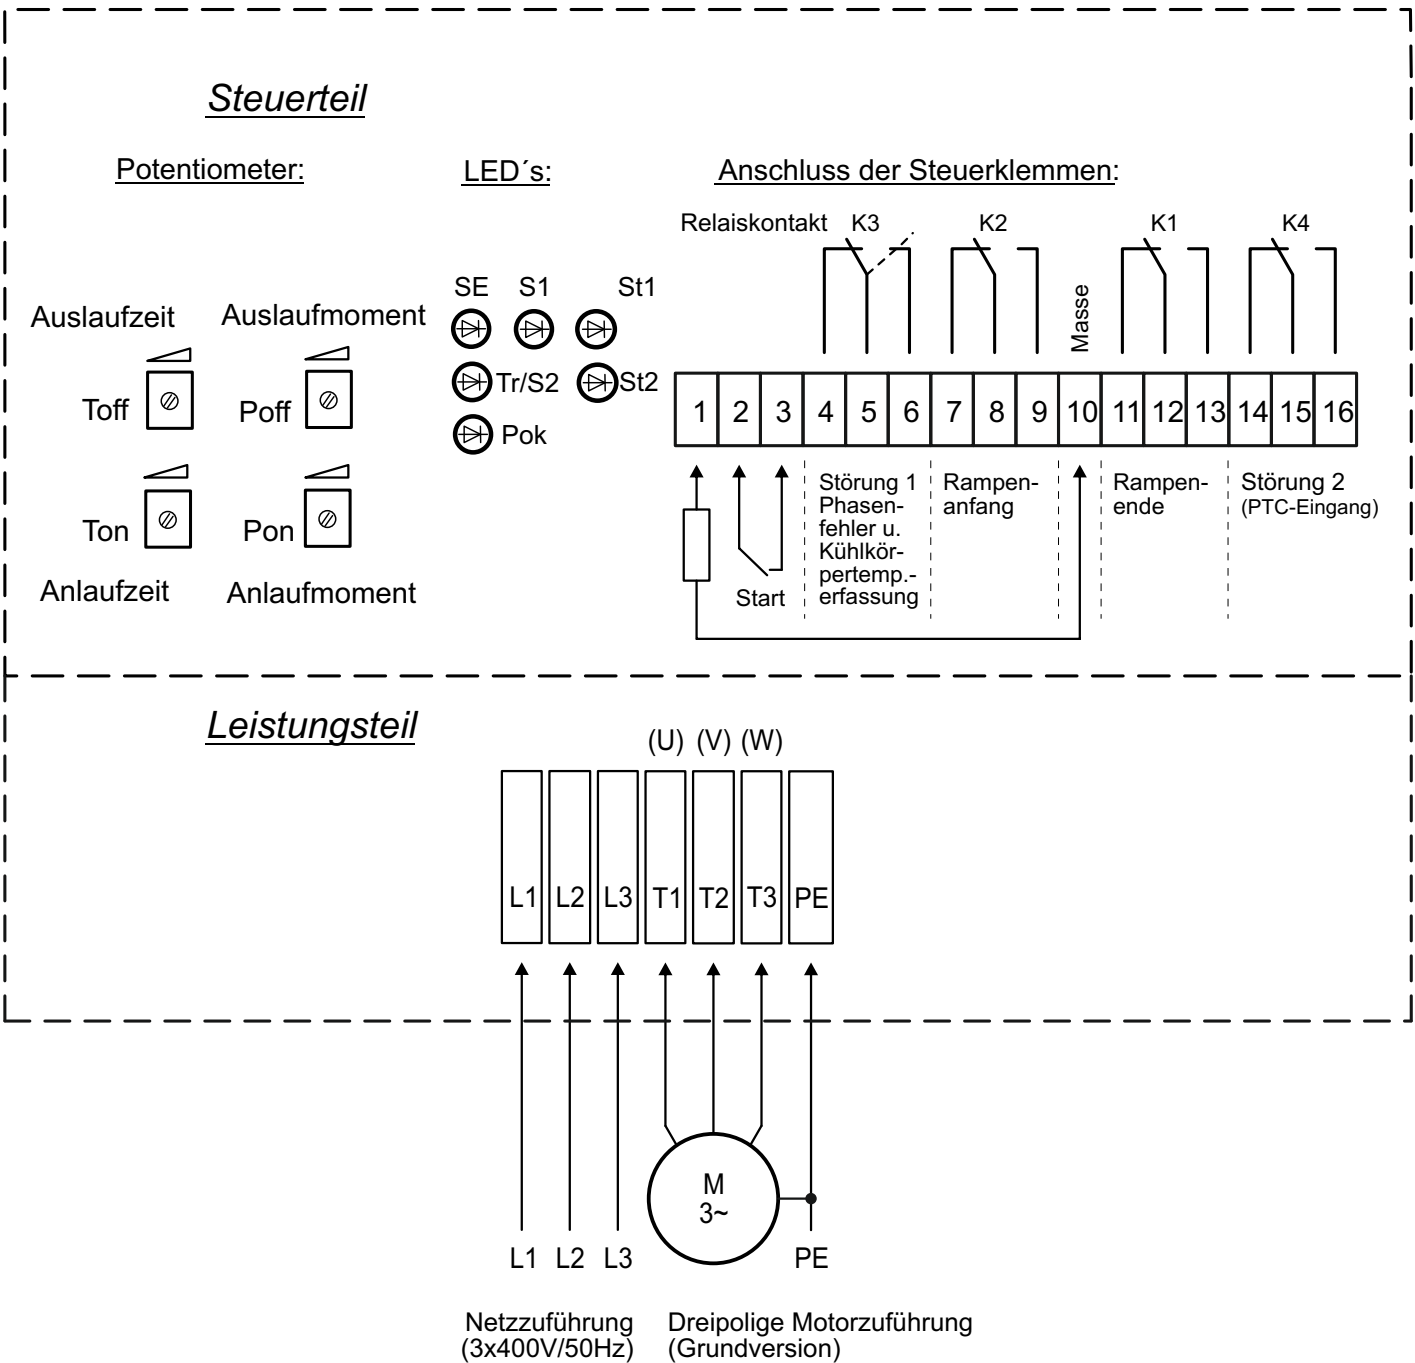 Steuerteil
Potentiometer:
LED´s:
Anschluss der Steuerklemmen:
Relaiskontakt K3 K2 K1 K4
Masse
SE S1 St1
Tr/S2 St2
Pok
Auslaufzeit Auslaufmoment
Toff Poff
Ton Pon
Anlaufzeit Anlaufmoment
1 2 3 4 5 6 7 8 9 10 11 12 13 14 15 16
Start
Störung 1
Phasen-
fehler u.
Kühlkör-
pertemp.-
erfassung
Rampen-
anfang
Rampen-
ende
Störung 2
(PTC-Eingang)
Leistungsteil
(U) (V) (W)
L1 L2 L3 T1 T2 T3 PE
M
3~
L1 L2 L3 PE
Netzzuführung
(3x400V/50Hz)
Dreipolige Motorzuführung
(Grundversion)